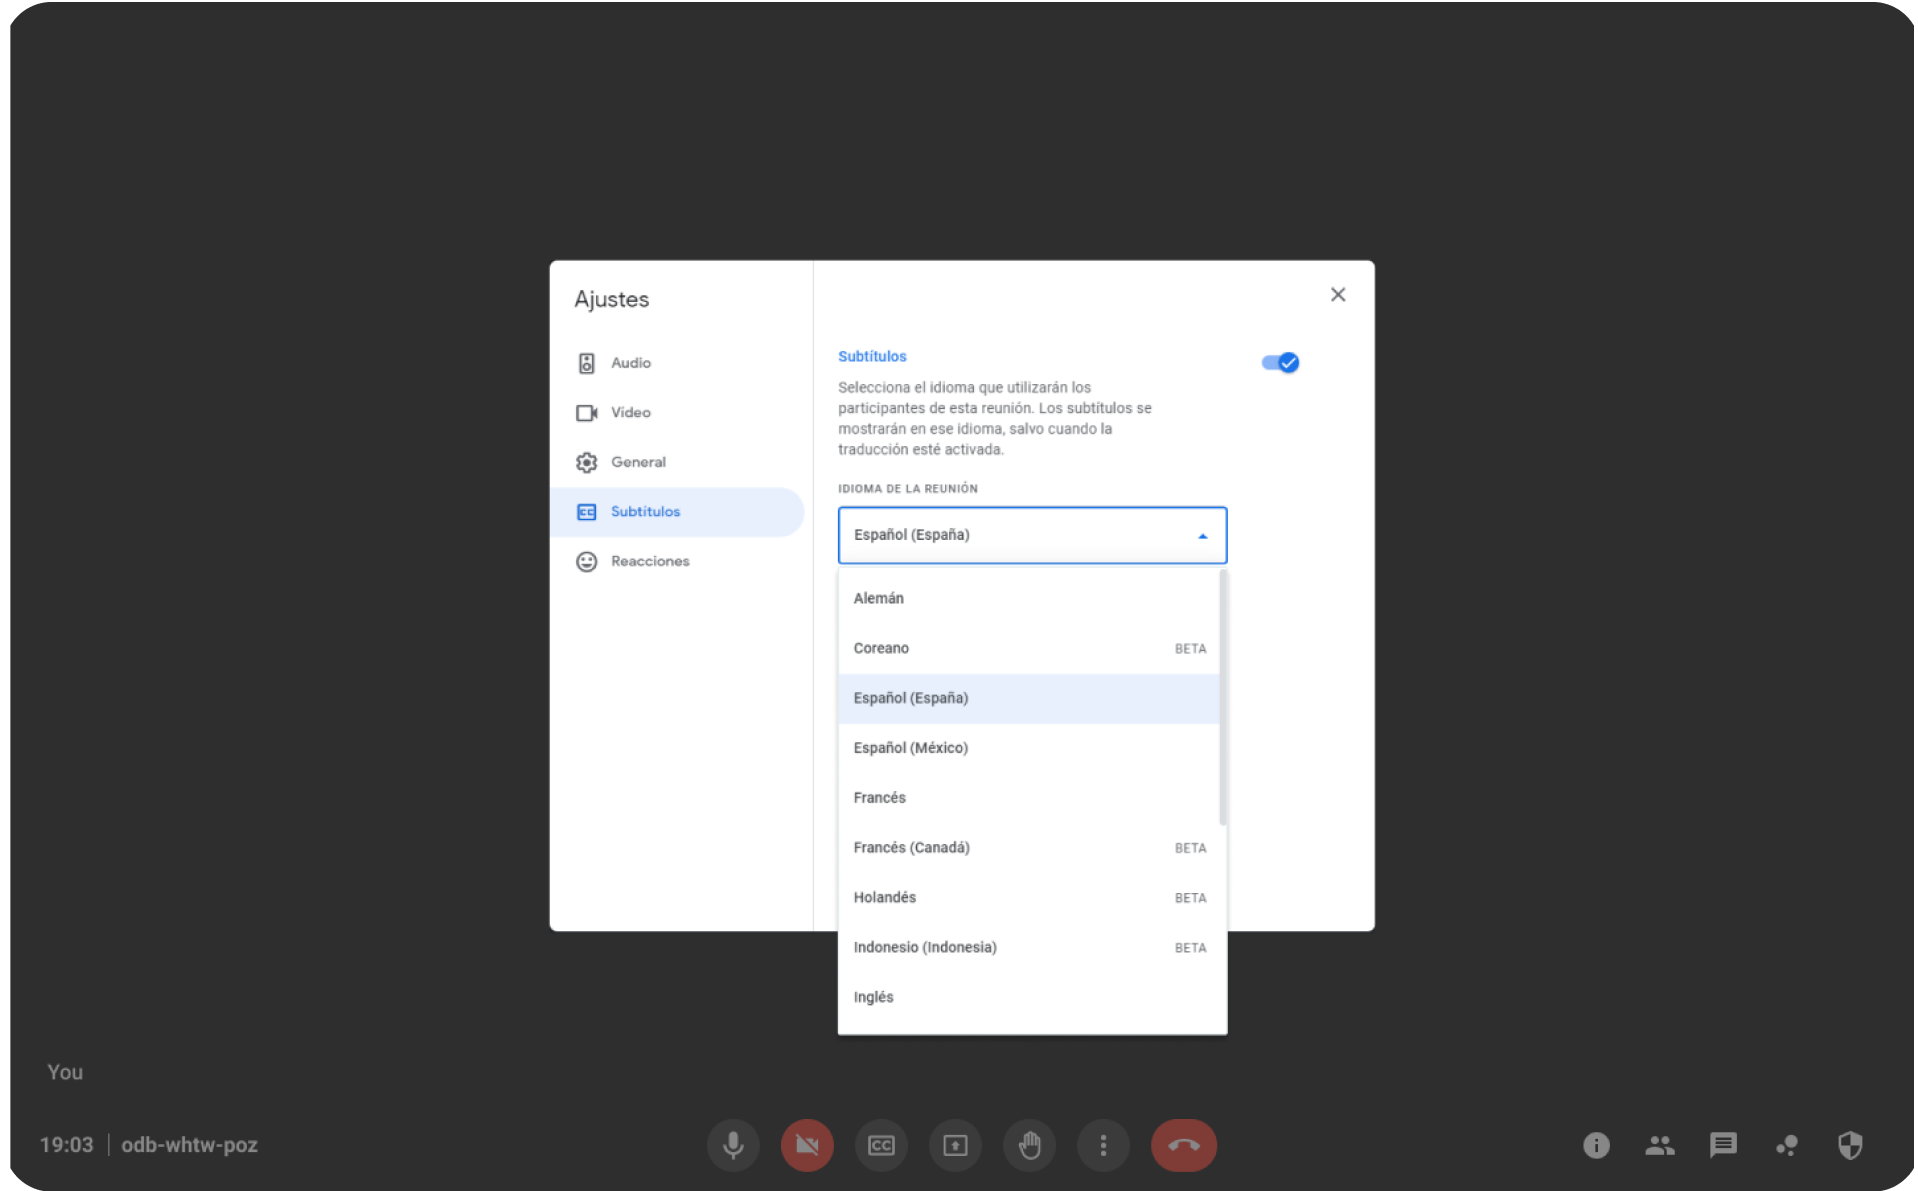 Ajustes
Audio
Vídeo
General
Subtítulos
Reacciones
Subtítulos
Selecciona el idioma que utilizarán los
participantes de esta reunión. Los subtítulos se
mostrarán en ese idioma, salvo cuando la
traducción esté activada.
IDIOMA DE LA REUNIÓN
Español (España)
Alemán
Coreano BETA
Español (España)
Español (México)
Francés
Francés (Canadá) BETA
Holandés BETA
Indonesio (Indonesia) BETA
Inglés
You
19:03 | odb-whtw-poz
CC